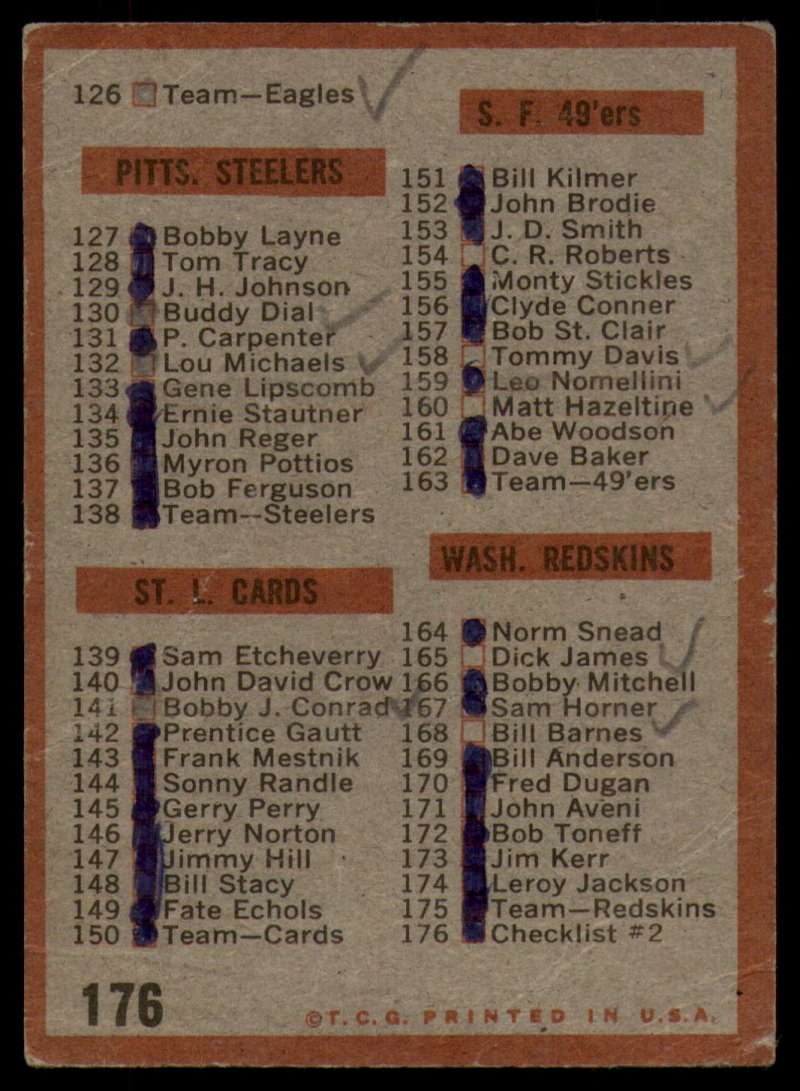 126 Team—Eagles
PITTS. STEELERS
127 Bobby Layne
128 Tom Tracy
129 J. H. Johnson
130 Buddy Dial
131 P. Carpenter
132 Lou Michaels
133 Gene Lipscomb
134 Ernie Stautner
135 John Reger
136 Myron Pottios
137 Bob Ferguson
138 Team--Steelers
ST. L. CARDS
139 Sam Etcheverry
140 John David Crow
141 Bobby J. Conrad
142 Prentice Gautt
143 Frank Mestnik
144 Sonny Randle
145 Gerry Perry
146 Jerry Norton
147 Jimmy Hill
148 Bill Stacy
149 Fate Echols
150 Team—Cards
S. F. 49'ers
151 Bill Kilmer
152 John Brodie
153 J. D. Smith
154 C. R. Roberts
155 Monty Stickles
156 Clyde Conner
157 Bob St. Clair
158 Tommy Davis
159 Leo Nomellini
160 Matt Hazeltine
161 Abe Woodson
162 Dave Baker
163 Team—49'ers
WASH. REDSKINS
164 Norm Snead
165 Dick James
166 Bobby Mitchell
167 Sam Horner
168 Bill Barnes
169 Bill Anderson
170 Fred Dugan
171 John Aveni
172 Bob Toneff
173 Jim Kerr
174 Leroy Jackson
175 Team—Redskins
176 Checklist #2
176
©T.C.G. PRINTED IN U.S.A.